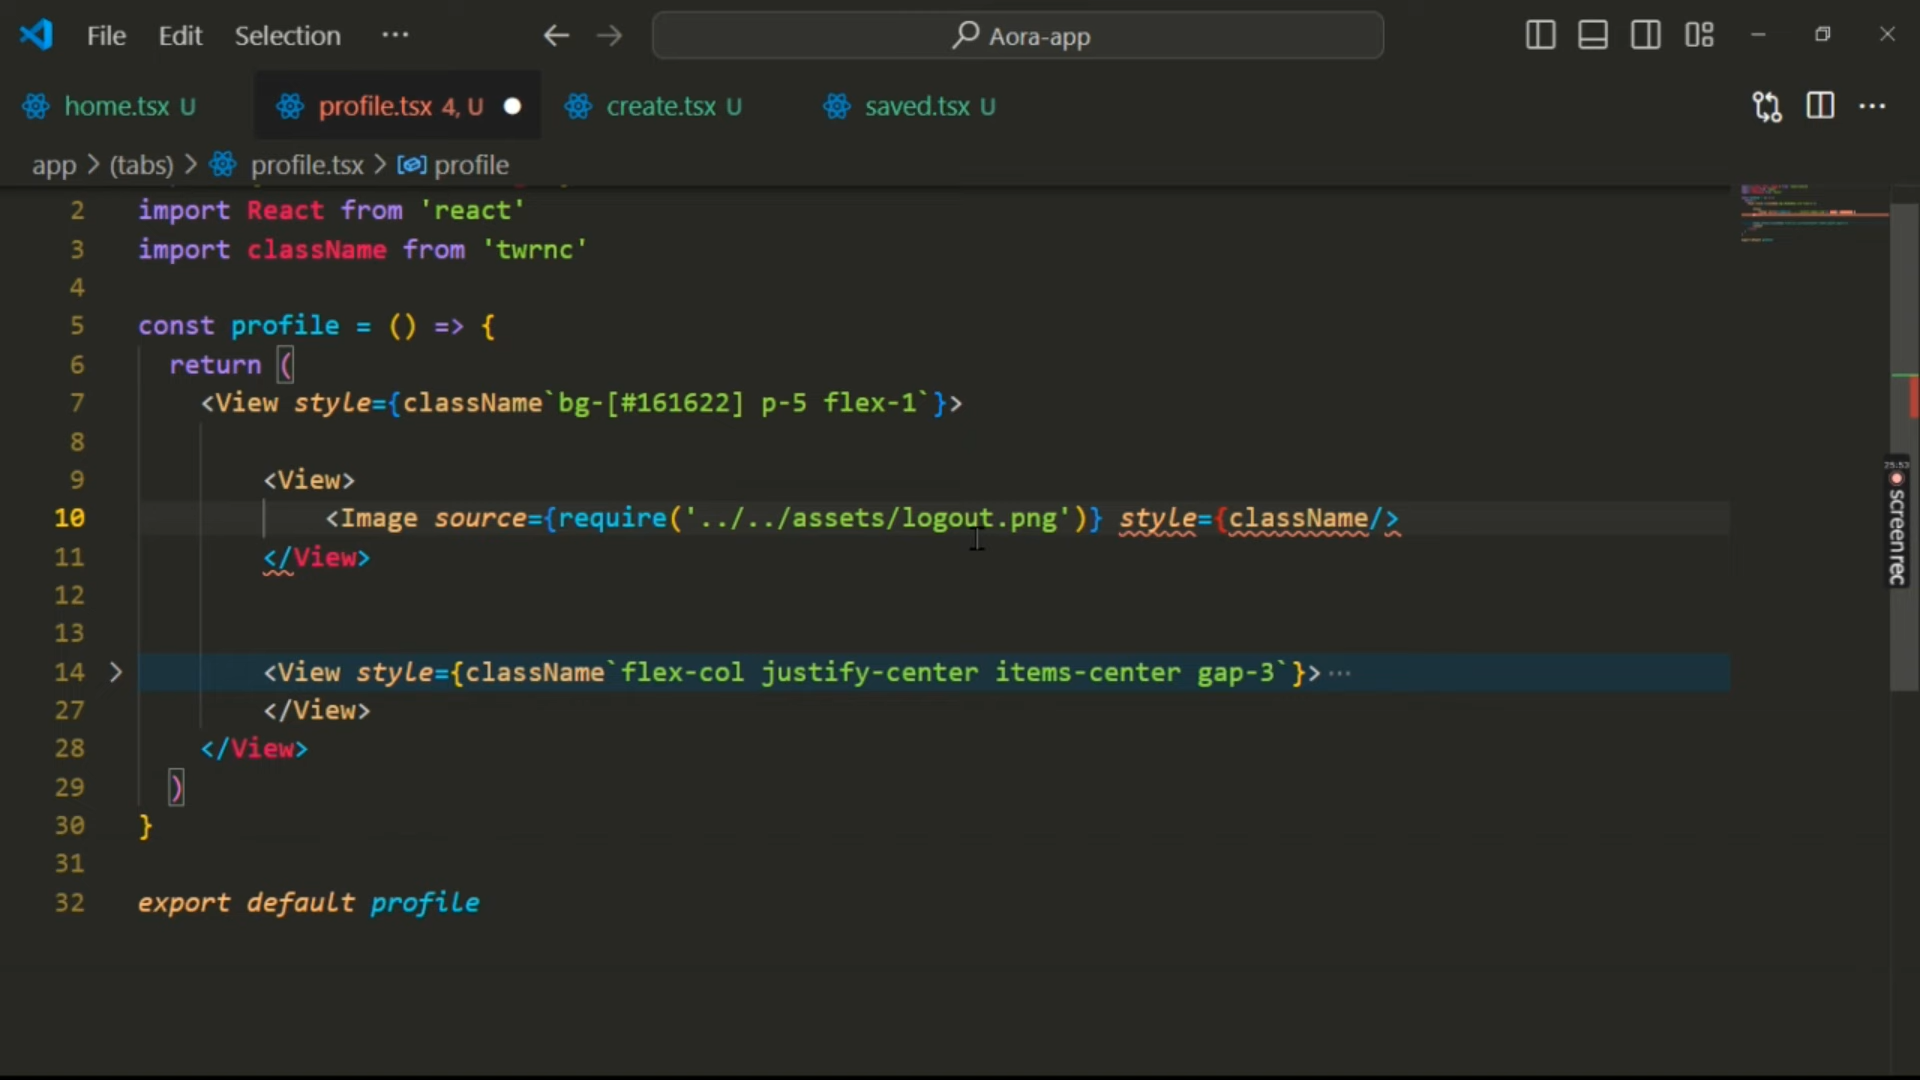 File Edit Selection ··· Aora-app
home.tsx U profile.tsx 4, U create.tsx U saved.tsx U ···
app > (tabs) > profile.tsx > profile
2 import React from 'react'
3 import className from 'twrnc'
4
5 const profile = () => {
6 return (
7 <View style={className`bg-[#161622] p-5 flex-1`}>
8
9 <View>
10 <Image source={require('../../assets/logout.png')} style={className/>
11 </View>
12
13
14 <View style={className`flex-col justify-center items-center gap-3`}>···
27 </View>
28 </View>
29 )
30 }
31
32 export default profile
25:53
screenrec